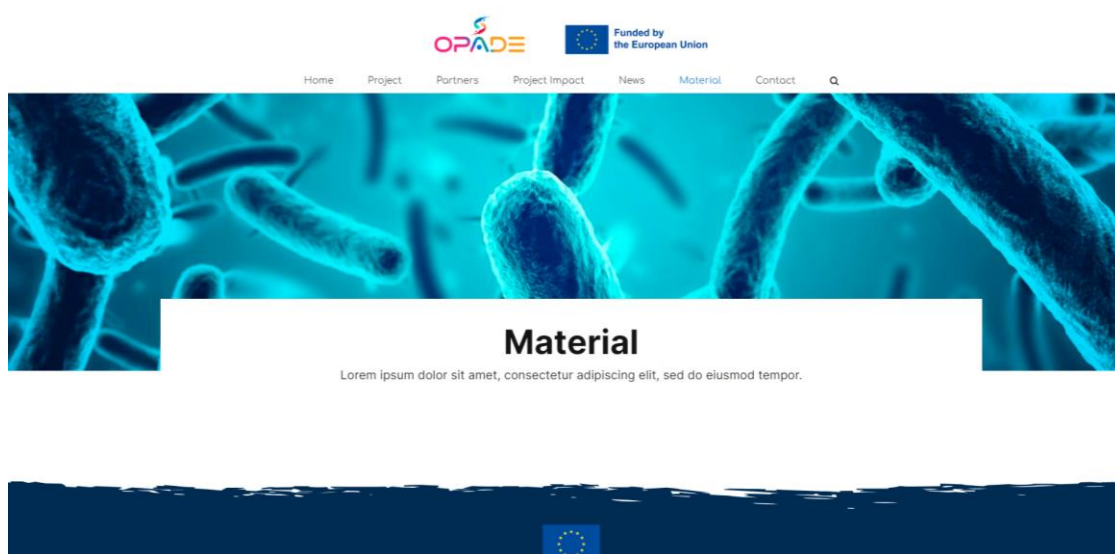 OPADE
Funded by
the European Union
Home Project Partners Project Impact News Material Contact
Material
Lorem ipsum dolor sit amet, consectetur adipiscing elit, sed do eiusmod tempor.